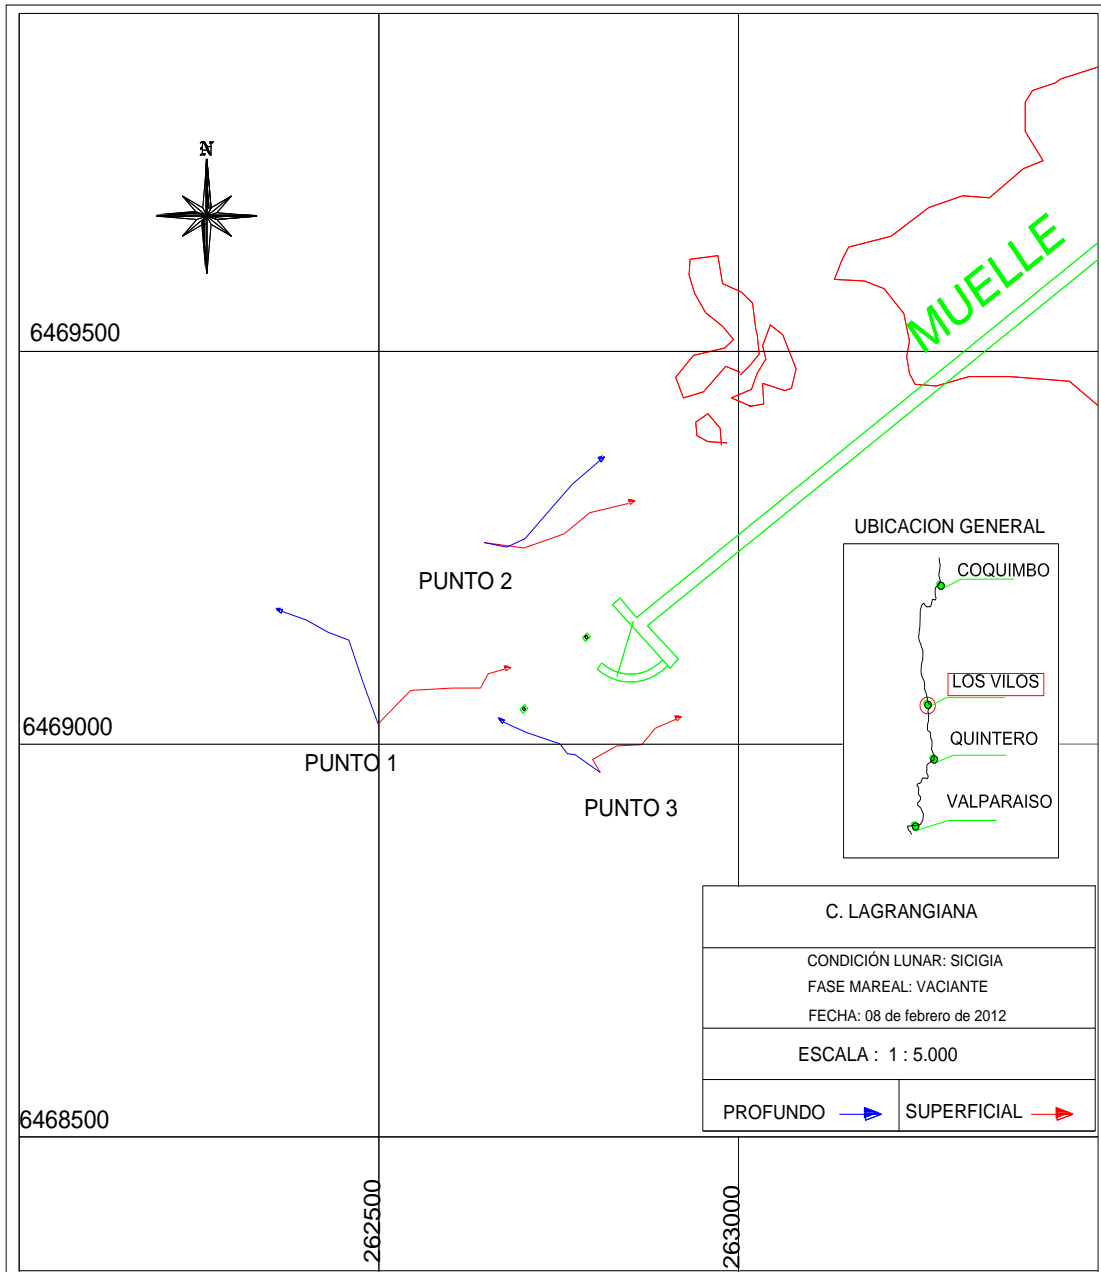 N
MUELLE
6469500
UBICACION GENERAL
COQUIMBO
PUNTO 2
LOS VILOS
6469000
QUINTERO
PUNTO 1
VALPARAISO
PUNTO 3
C. LAGRANGIANA
CONDICIÓN LUNAR: SICIGIA
FASE MAREAL: VACIANTE
FECHA: 08 de febrero de 2012
ESCALA : 1 : 5.000
PROFUNDO
SUPERFICIAL
6468500
262500
263000